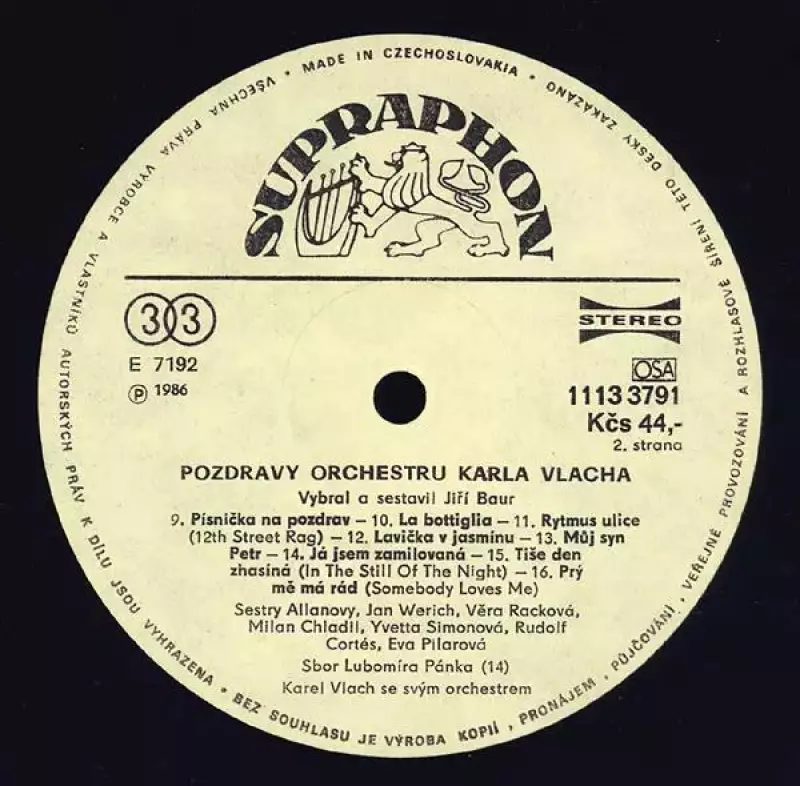 • MADE IN CZECHOSLOVAKIA •
ZAKÁZÁNO ŠÍŘENÍ TÉTO DESKY A ROZHLASOVÉ PROVOZOVÁNÍ
VEŘEJNÉ PROVOZOVÁNÍ
VŠECHNA PRÁVA VÝROBCE A VLASTNÍKŮ AUTORSKÝCH PRÁV K DÍLU JSOU VYHRAZENA • BEZ SOUHLASU JE VÝROBA KOPIÍ, PRONÁJEM, PŮJČOVÁNÍ,
SUPRAPHON
33
STEREO
E 7192
Ⓟ 1986
OSA
1113 3791
Kčs 44,-
2. strana
POZDRAVY ORCHESTRU KARLA VLACHA
Vybral a sestavil Jiří Baur
9. Písnička na pozdrav – 10. La bottiglia – 11. Rytmus ulice
(12th Street Rag) – 12. Lavička v jasmínu – 13. Můj syn
Petr – 14. Já jsem zamilovaná – 15. Tiše den
zhasíná (In The Still Of The Night) – 16. Prý
mě má rád (Somebody Loves Me)
Sestry Allanovy, Jan Werich, Věra Racková,
Milan Chladil, Yvetta Simonová, Rudolf
Cortés, Eva Pilarová
Sbor Lubomíra Pánka (14)
Karel Vlach se svým orchestrem